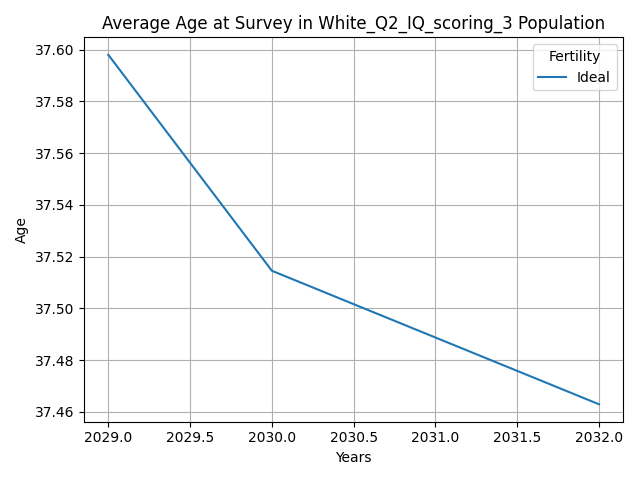 Average Age at Survey in White_Q2_IQ_scoring_3 Population
37.60
37.58
37.56
37.54
37.52
37.50
37.48
37.46
Age
Fertility
Ideal
2029.0 2029.5 2030.0 2030.5 2031.0 2031.5 2032.0
Years